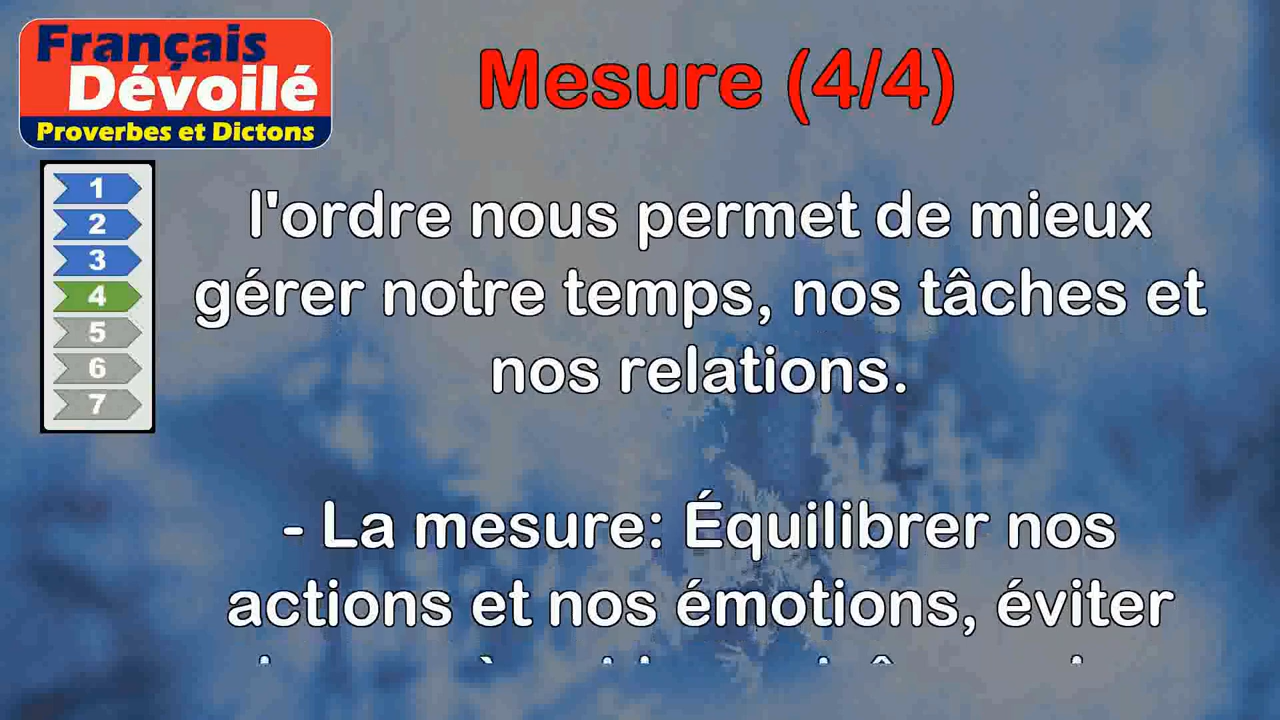 Français
Dévoilé
Proverbes et Dictons
Mesure (4/4)
1
2
3
4
5
6
7
l'ordre nous permet de mieux
gérer notre temps, nos tâches et
nos relations.
- La mesure: Équilibrer nos
actions et nos émotions, éviter